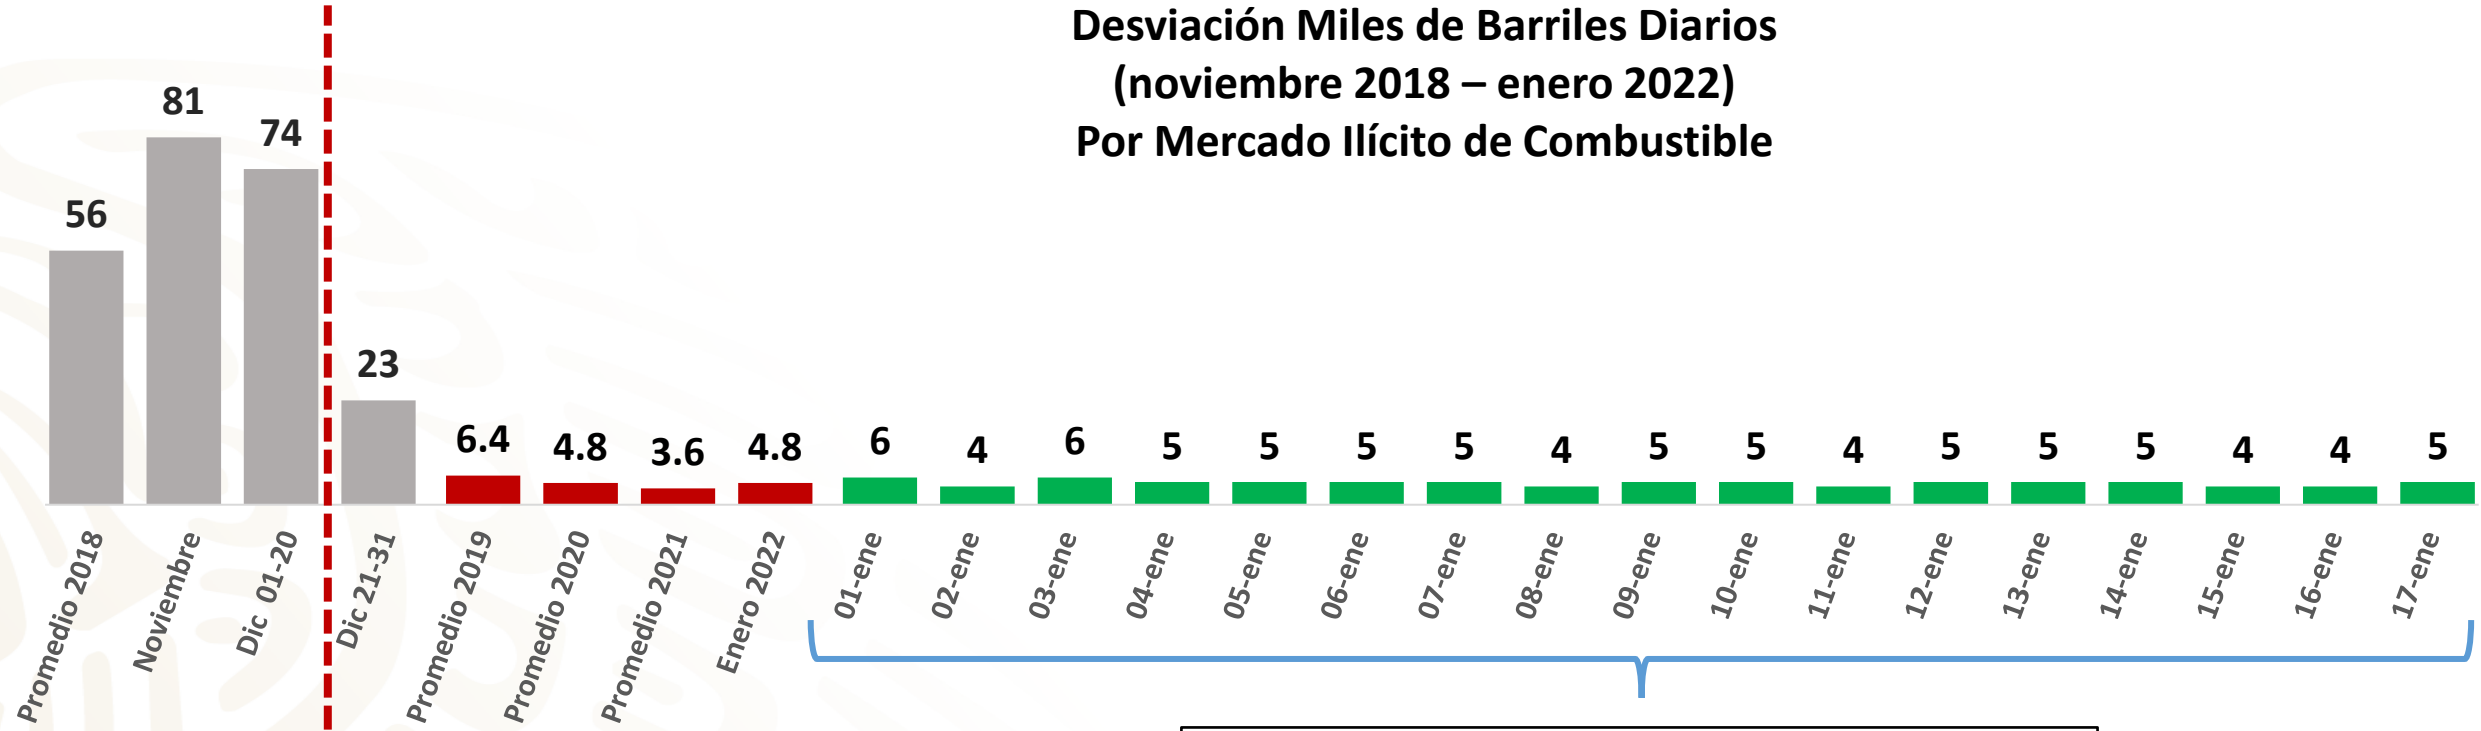 Desviación Miles de Barriles Diarios
(noviembre 2018 – enero 2022)
Por Mercado Ilícito de Combustible
56
81
74
23
6.4
4.8
3.6
4.8
6
4
6
5
5
5
5
4
5
5
4
5
5
5
4
4
5
Promedio 2018
Noviembre
Dic 01-20
Dic 21-31
Promedio 2019
Promedio 2020
Promedio 2021
Enero 2022
01-ene
02-ene
03-ene
04-ene
05-ene
06-ene
07-ene
08-ene
09-ene
10-ene
11-ene
12-ene
13-ene
14-ene
15-ene
16-ene
17-ene